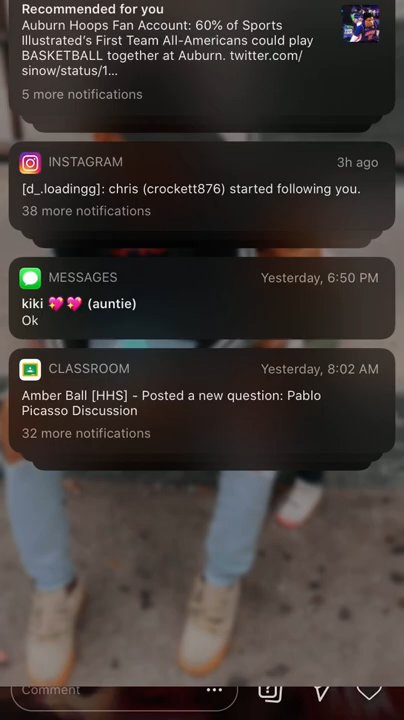 Recommended for you
Auburn Hoops Fan Account: 60% of Sports
Illustrated's First Team All-Americans could play
BASKETBALL together at Auburn. twitter.com/
sinow/status/1...
5 more notifications
INSTAGRAM 3h ago
[d_.loadingg]: chris (crockett876) started following you.
38 more notifications
MESSAGES Yesterday, 6:50 PM
kiki 💖💖 (auntie)
Ok
CLASSROOM Yesterday, 8:02 AM
Amber Ball [HHS] - Posted a new question: Pablo
Picasso Discussion
32 more notifications
Comment